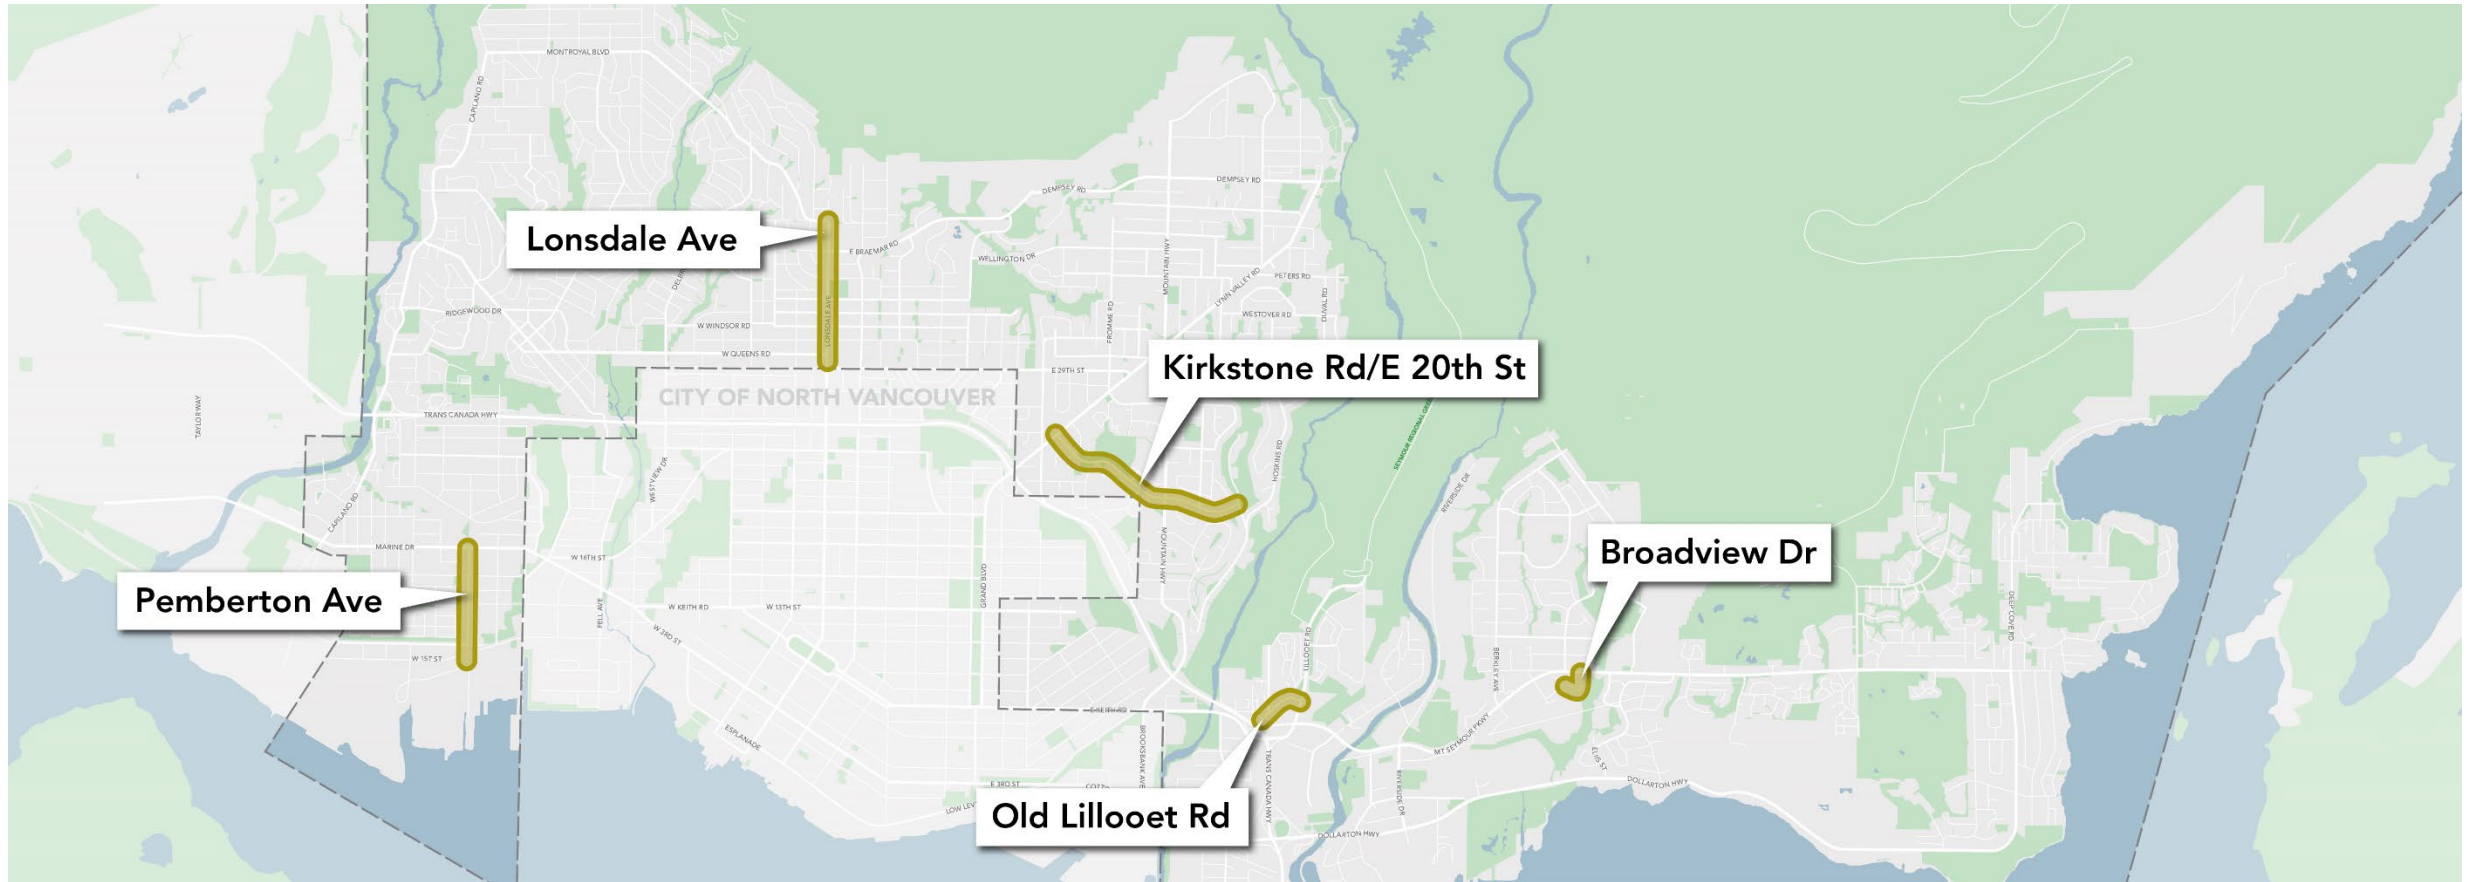 MONTROYAL BLVD
CAPILANO RD
DEMPSEY RD
DEMPSEY RD
Lonsdale Ave
E BRAEMAR RD
WELLINGTON DR
MOUNTAIN HWY
LYNN VALLEY RD
PETERS RD
DUVAL RD
RIDGEWOOD DR
LONSDALE AVE
W WINDSOR RD
FROMME RD
WESTOVER RD
W QUEENS RD
Kirkstone Rd/E 20th St
E 29TH ST
CITY OF NORTH VANCOUVER
TAYLOR WAY
TRANS CANADA HWY
HOSKINS RD
WESTVIEW DR
RIVERSIDE DR
CAPILANO RD
MARINE DR
W 16TH ST
MOUNTAIN HWY
Broadview Dr
Pemberton Ave
GRAND BLVD
FELL AVE
W KEITH RD
W 13TH ST
DEEP COVE RD
W 3RD ST
LILLOOET RD
W 1ST ST
BERKLEY AVE
E KEITH RD
ESPLANADE
BROOKSBANK AVE
TRANS CANADA HWY
MT SEYMOUR PKWY
ELLIS ST
E 3RD ST
RIVERSIDE DR
DOLLARTON HWY
Old Lillooet Rd
DOLLARTON HWY